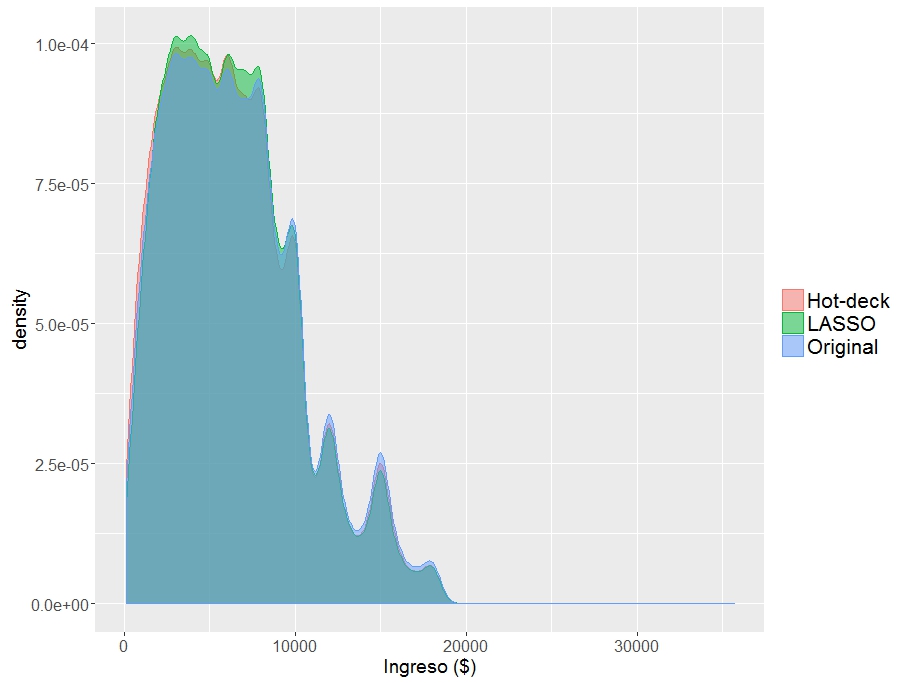 1.0e-04
7.5e-05
5.0e-05
2.5e-05
0.0e+00
density
0 10000 20000 30000
Ingreso ($)
Hot-deck
LASSO
Original